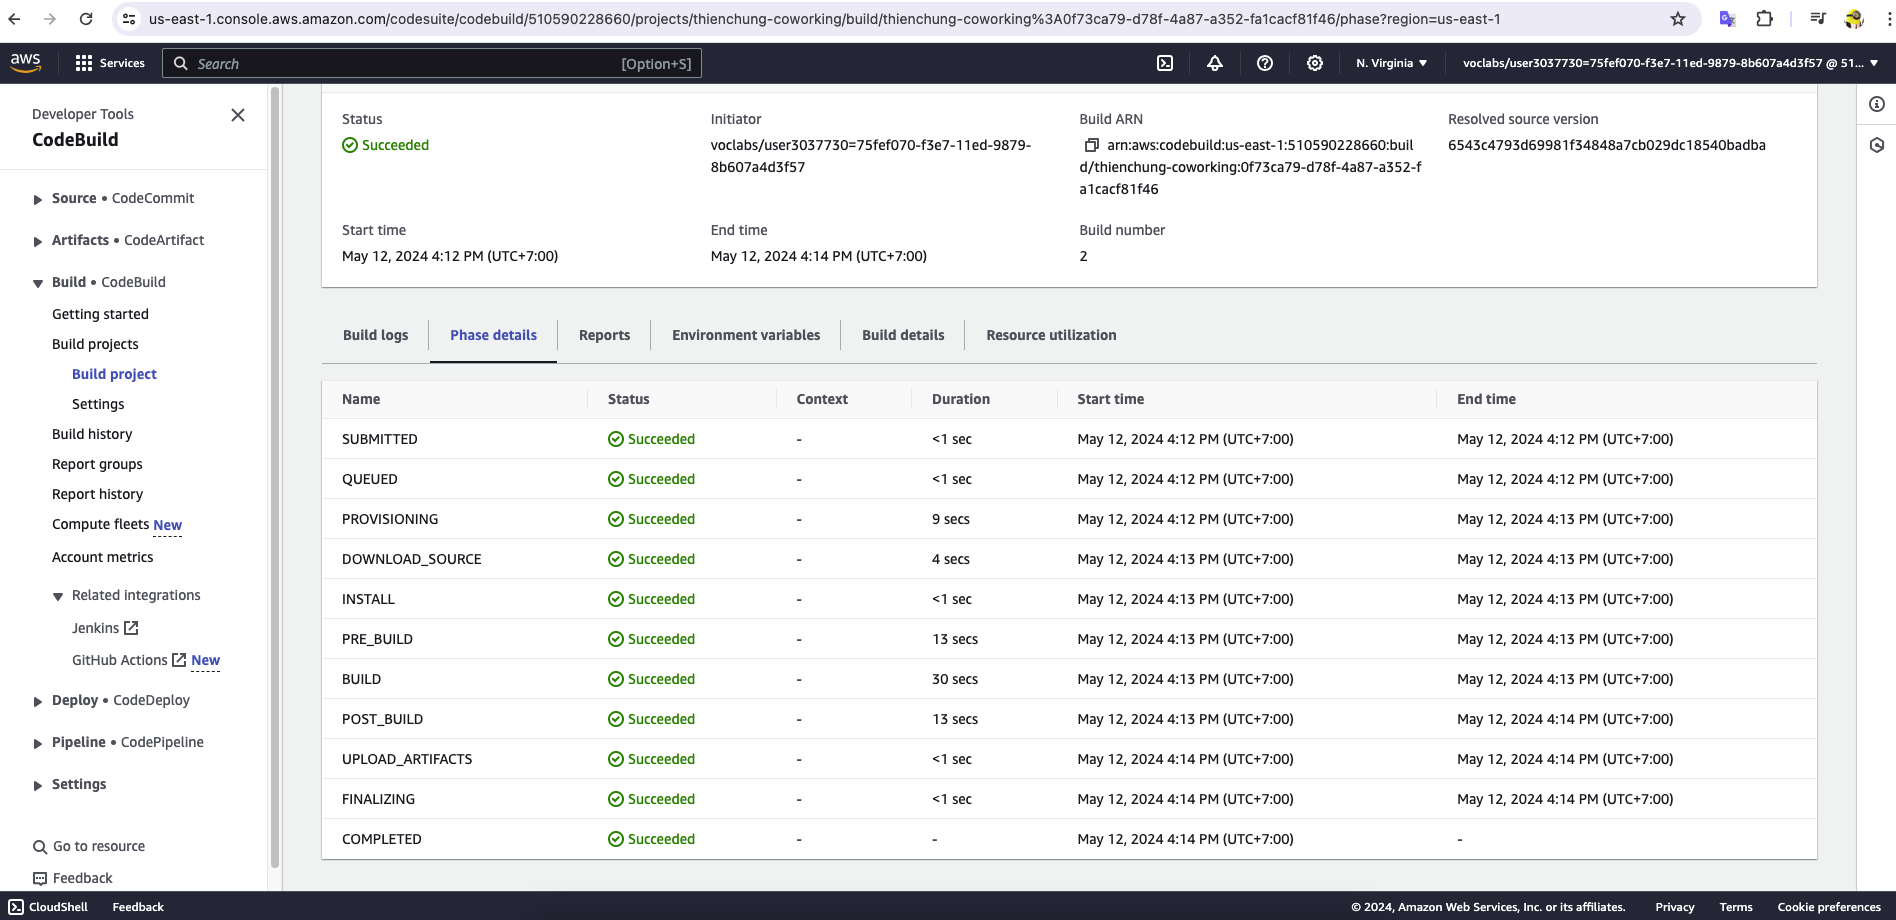 us-east-1.console.aws.amazon.com/codesuite/codebuild/510590228660/projects/thienchung-coworking/build/thienchung-coworking%3A0f73ca79-d78f-4a87-a352-fa1cacf81f46/phase?region=us-east-1
aws Services Search [Option+S] N. Virginia voclabs/user3037730=75fef070-f3e7-11ed-9879-8b607a4d3f57 @ 51...
Developer Tools
CodeBuild
Source • CodeCommit
Artifacts • CodeArtifact
Build • CodeBuild
Getting started
Build projects
Build project
Settings
Build history
Report groups
Report history
Compute fleets New
Account metrics
Related integrations
Jenkins
GitHub Actions New
Deploy • CodeDeploy
Pipeline • CodePipeline
Settings
Go to resource
Feedback
Status
Succeeded
Initiator
voclabs/user3037730=75fef070-f3e7-11ed-9879-
8b607a4d3f57
Build ARN
arn:aws:codebuild:us-east-1:510590228660:buil
d/thienchung-coworking:0f73ca79-d78f-4a87-a352-f
a1cacf81f46
Resolved source version
6543c4793d69981f34848a7cb029dc18540badba
Start time
May 12, 2024 4:12 PM (UTC+7:00)
End time
May 12, 2024 4:14 PM (UTC+7:00)
Build number
2
Build logs Phase details Reports Environment variables Build details Resource utilization
Name Status Context Duration Start time End time
SUBMITTED Succeeded - <1 sec May 12, 2024 4:12 PM (UTC+7:00) May 12, 2024 4:12 PM (UTC+7:00)
QUEUED Succeeded - <1 sec May 12, 2024 4:12 PM (UTC+7:00) May 12, 2024 4:12 PM (UTC+7:00)
PROVISIONING Succeeded - 9 secs May 12, 2024 4:12 PM (UTC+7:00) May 12, 2024 4:13 PM (UTC+7:00)
DOWNLOAD_SOURCE Succeeded - 4 secs May 12, 2024 4:13 PM (UTC+7:00) May 12, 2024 4:13 PM (UTC+7:00)
INSTALL Succeeded - <1 sec May 12, 2024 4:13 PM (UTC+7:00) May 12, 2024 4:13 PM (UTC+7:00)
PRE_BUILD Succeeded - 13 secs May 12, 2024 4:13 PM (UTC+7:00) May 12, 2024 4:13 PM (UTC+7:00)
BUILD Succeeded - 30 secs May 12, 2024 4:13 PM (UTC+7:00) May 12, 2024 4:13 PM (UTC+7:00)
POST_BUILD Succeeded - 13 secs May 12, 2024 4:13 PM (UTC+7:00) May 12, 2024 4:14 PM (UTC+7:00)
UPLOAD_ARTIFACTS Succeeded - <1 sec May 12, 2024 4:14 PM (UTC+7:00) May 12, 2024 4:14 PM (UTC+7:00)
FINALIZING Succeeded - <1 sec May 12, 2024 4:14 PM (UTC+7:00) May 12, 2024 4:14 PM (UTC+7:00)
COMPLETED Succeeded - - May 12, 2024 4:14 PM (UTC+7:00) -
CloudShell Feedback © 2024, Amazon Web Services, Inc. or its affiliates. Privacy Terms Cookie preferences